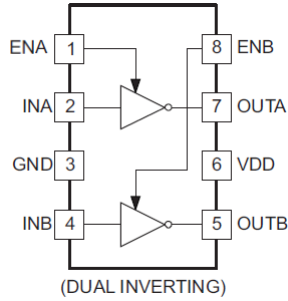 ENA 1 8 ENB
INA 2 7 OUTA
GND 3 6 VDD
INB 4 5 OUTB
(DUAL INVERTING)